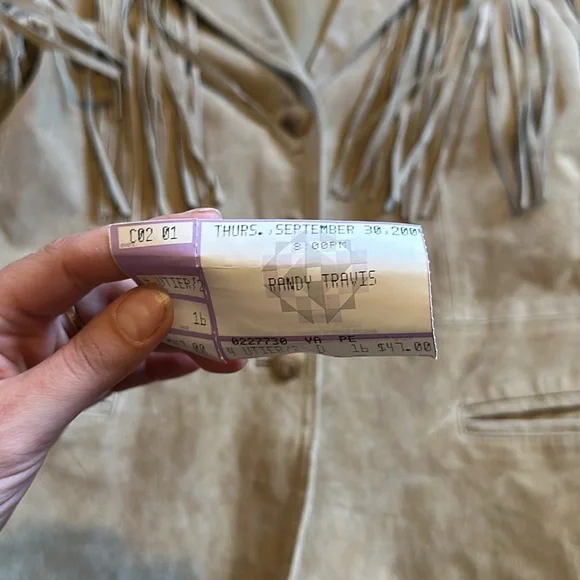 C02 01
THURS., SEPTEMBER 30, 200
8:00PM
RANDY TRAVIS
16
0227730 VA PE
16 $47.00